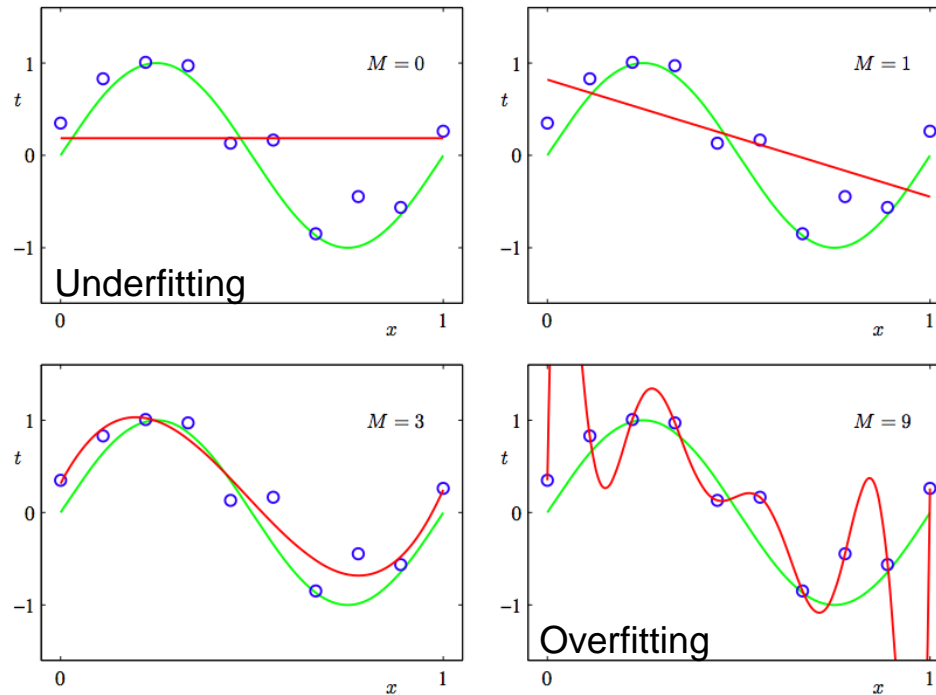 M = 0
1
t
0
−1
Underfitting
0
x
1
M = 1
1
t
0
−1
0
x
1
M = 3
1
t
0
−1
0
x
1
M = 9
1
t
0
−1
Overfitting
0
x
1